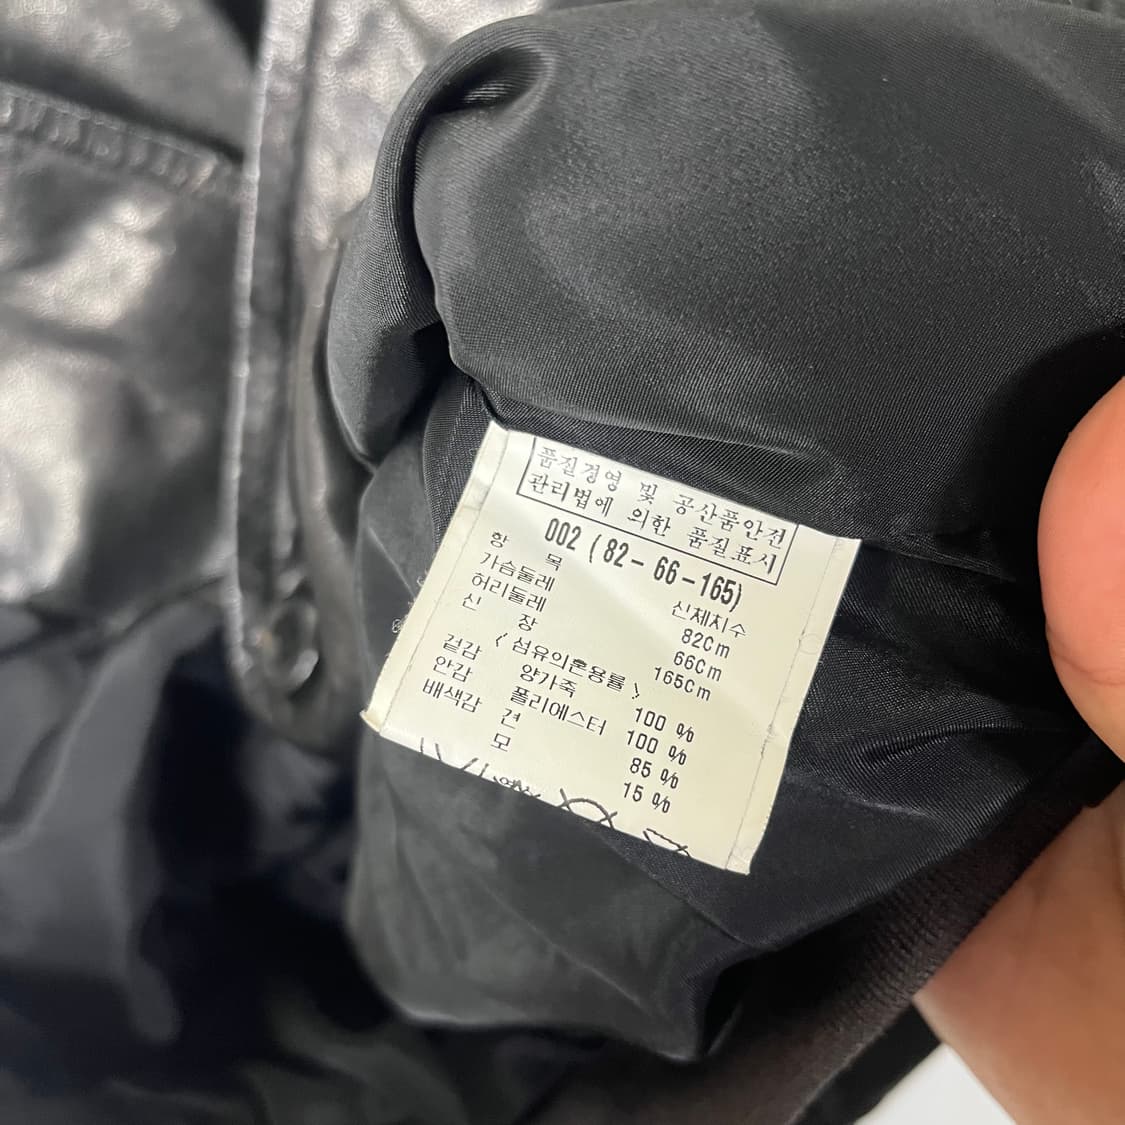 품질경영 및 공산품안전
관리법에 의한 품질표시
002 ( 82 - 66 - 165)
항 목 신체치수
가슴둘레 82Cm
허리둘레 66Cm
신 장 165Cm
< 섬유의혼용률 >
겉감 양가죽 100 %
안감 폴리에스터 100 %
배색감 견 85 %
모 15 %